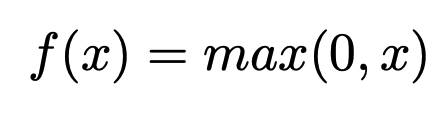 f(x) = max(0, x)